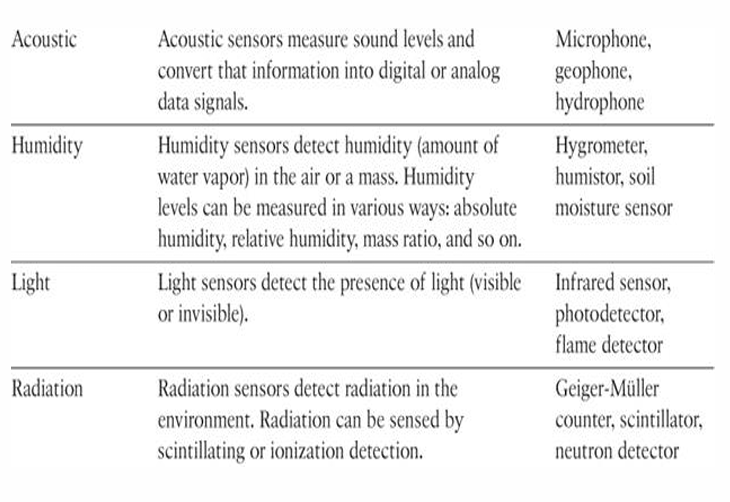 Acoustic Acoustic sensors measure sound levels and Microphone,
convert that information into digital or analog geophone,
data signals. hydrophone
Humidity Humidity sensors detect humidity (amount of Hygrometer,
water vapor) in the air or a mass. Humidity humistor, soil
levels can be measured in various ways: absolute moisture sensor
humidity, relative humidity, mass ratio, and so on.
Light Light sensors detect the presence of light (visible Infrared sensor,
or invisible). photodetector,
flame detector
Radiation Radiation sensors detect radiation in the Geiger-Müller
environment. Radiation can be sensed by counter, scintillator,
scintillating or ionization detection. neutron detector